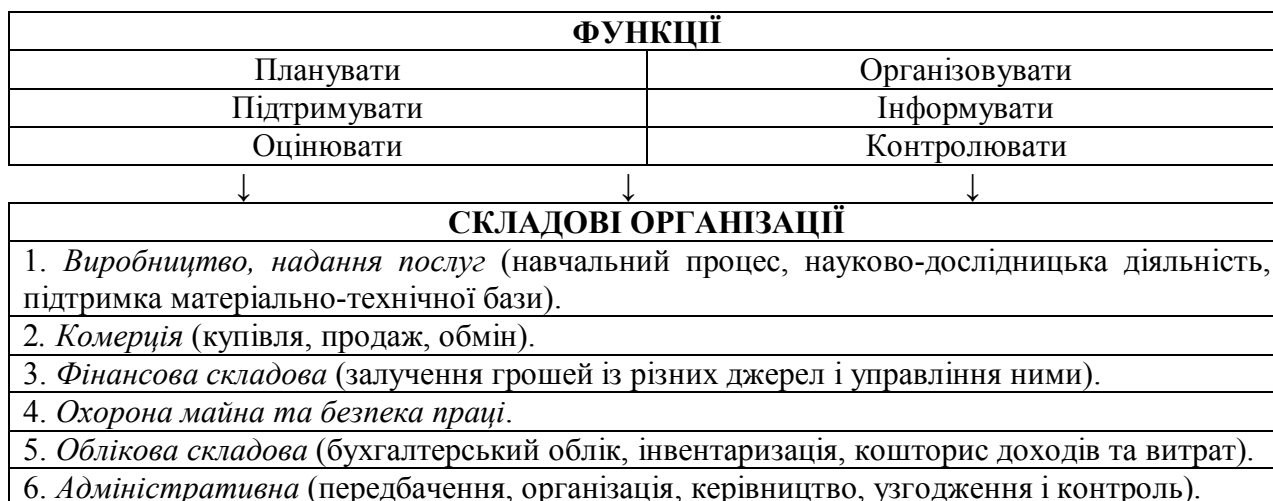 ФУНКЦІЇ
Планувати Організовувати
Підтримувати Інформувати
Оцінювати Контролювати
↓ ↓ ↓
СКЛАДОВІ ОРГАНІЗАЦІЇ
1. Виробництво, надання послуг (навчальний процес, науково-дослідницька діяльність,
підтримка матеріально-технічної бази).
2. Комерція (купівля, продаж, обмін).
3. Фінансова складова (залучення грошей із різних джерел і управління ними).
4. Охорона майна та безпека праці.
5. Облікова складова (бухгалтерський облік, інвентаризація, кошторис доходів та витрат).
6. Адміністративна (передбачення, організація, керівництво, узгодження і контроль).